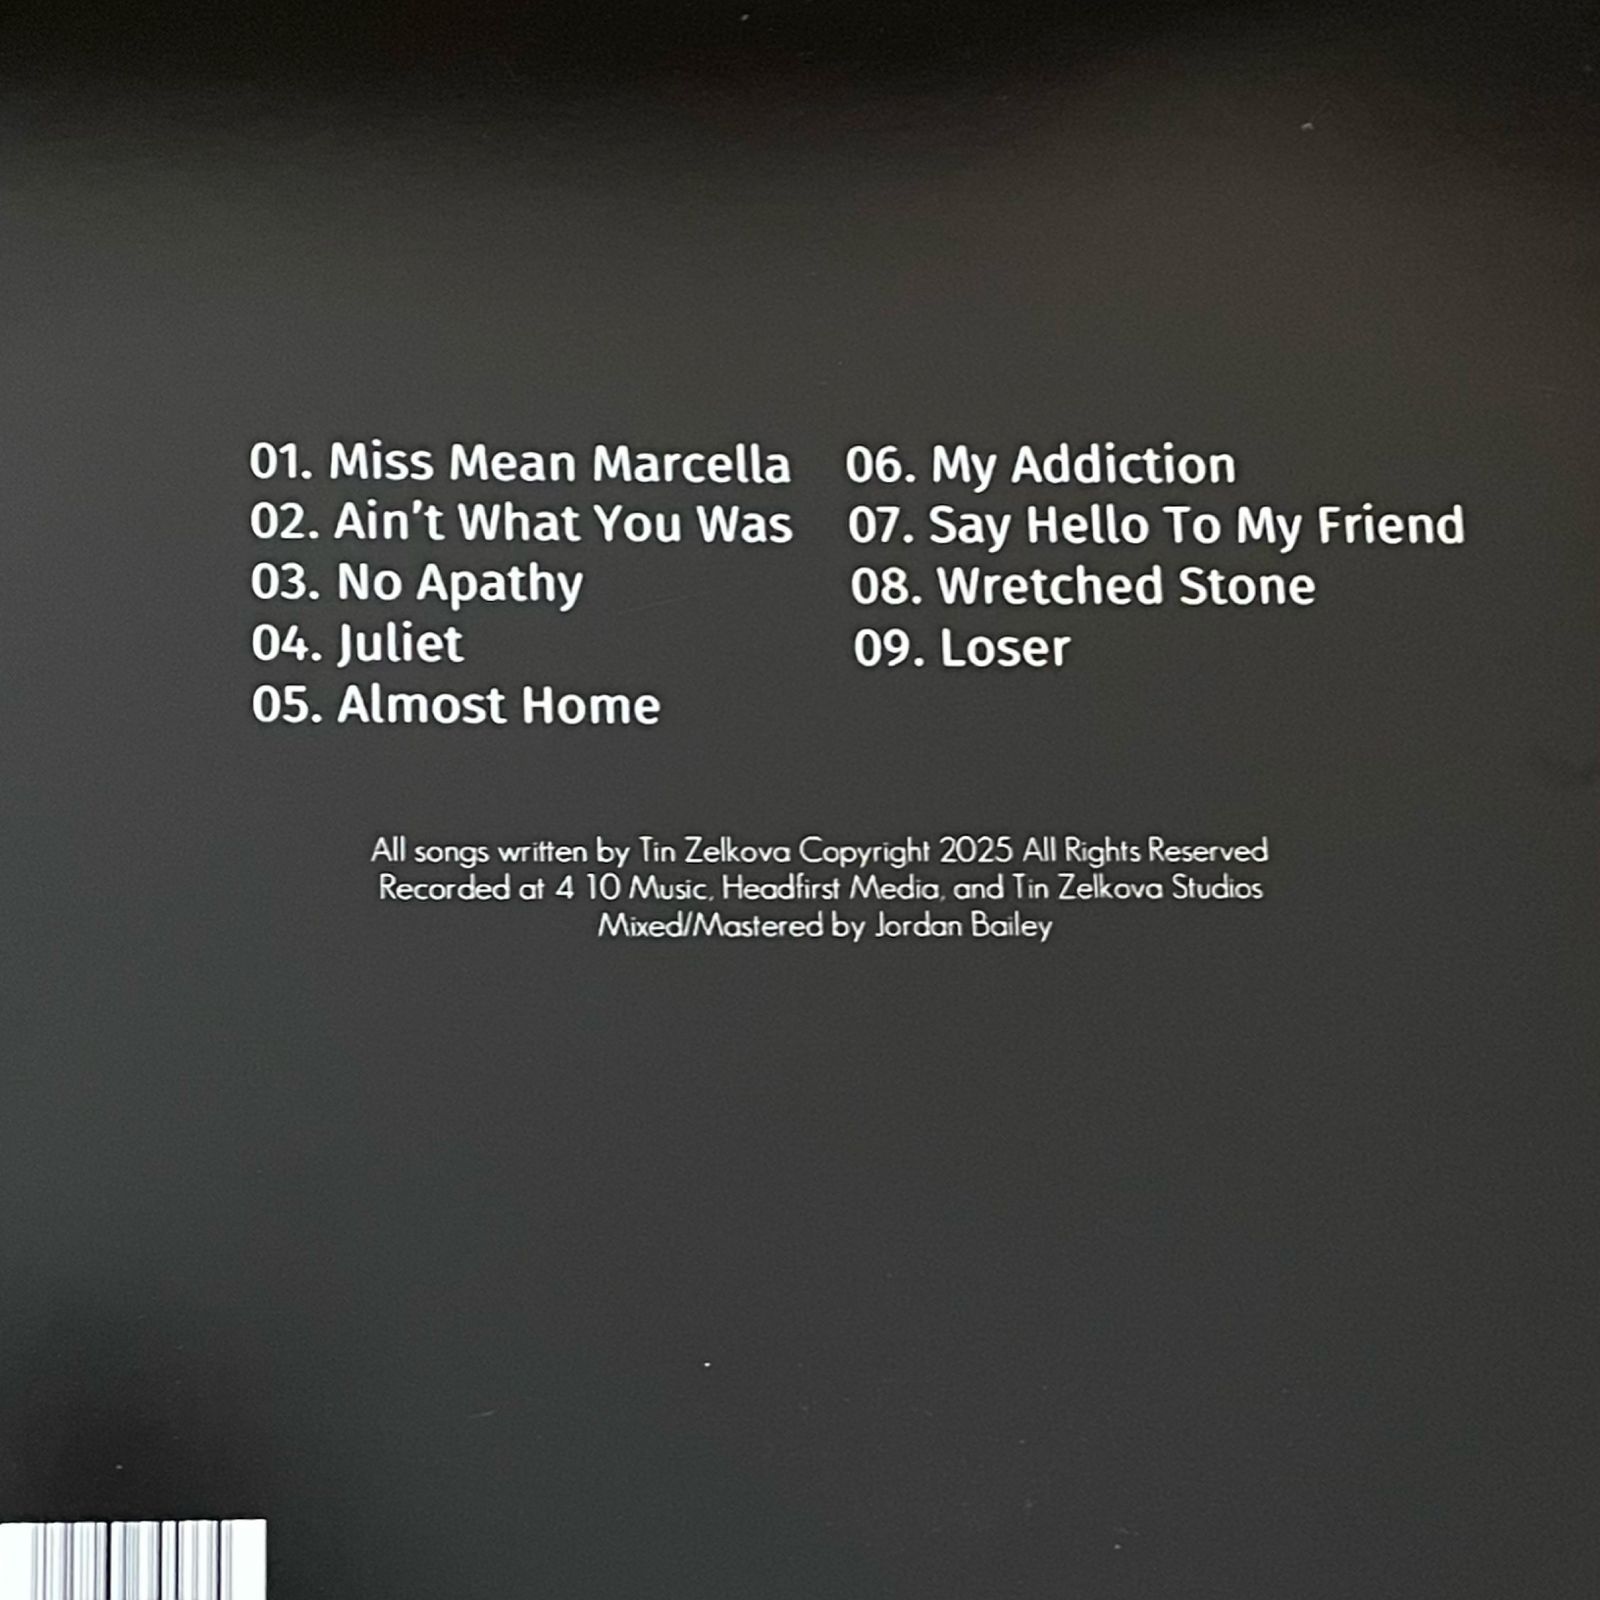 01. Miss Mean Marcella
02. Ain't What You Was
03. No Apathy
04. Juliet
05. Almost Home
06. My Addiction
07. Say Hello To My Friend
08. Wretched Stone
09. Loser
All songs written by Tin Zelkova Copyright 2025 All Rights Reserved
Recorded at 4 10 Music, Headfirst Media, and Tin Zelkova Studios
Mixed/Mastered by Jordan Bailey